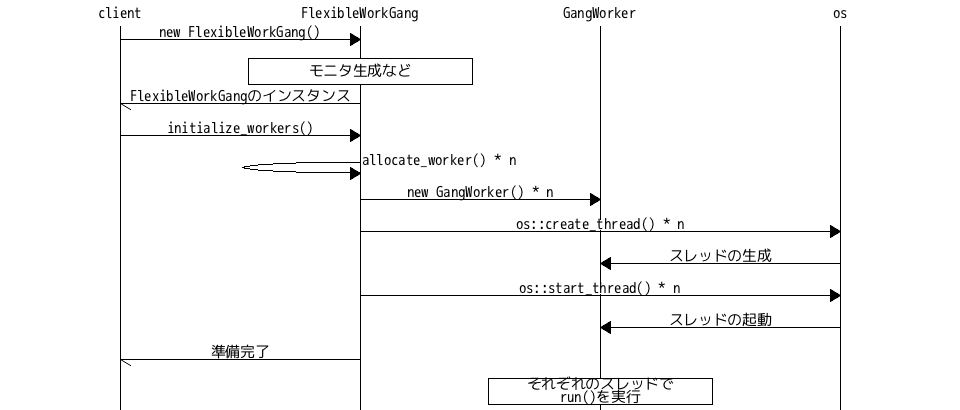 client FlexibleWorkGang GangWorker os
new FlexibleWorkGang()
モニタ生成など
FlexibleWorkGangのインスタンス
initialize_workers()
allocate_worker() * n
new GangWorker() * n
os::create_thread() * n
スレッドの生成
os::start_thread() * n
スレッドの起動
準備完了
それぞれのスレッドで
run()を実行